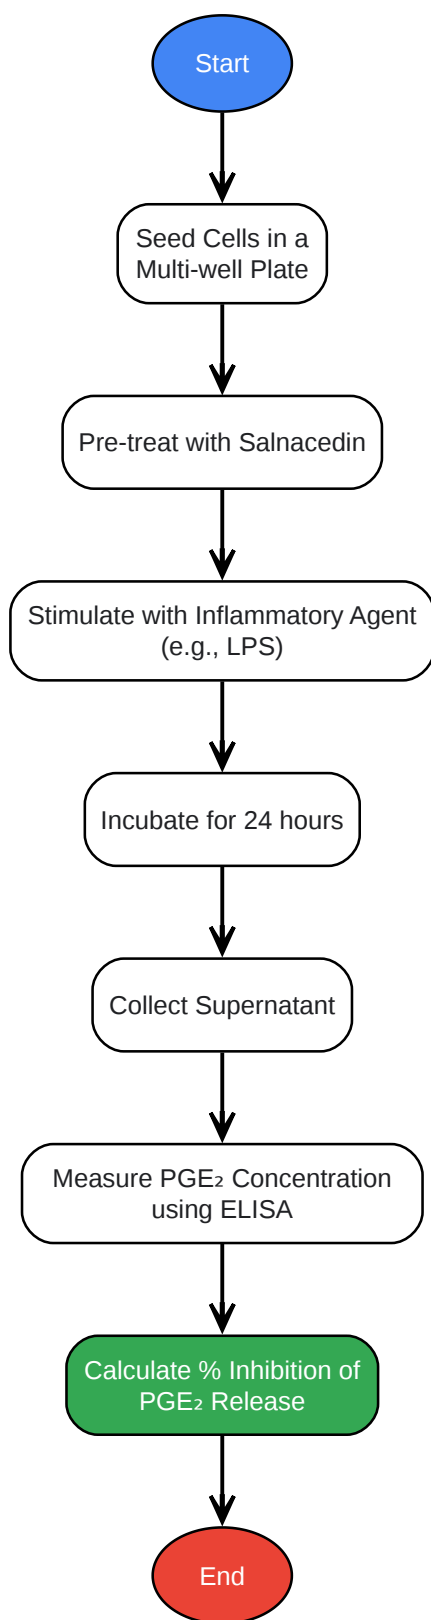 Start
Seed Cells in a
Multi-well Plate
Pre-treat with Salnacedin
Stimulate with Inflammatory Agent
(e.g., LPS)
Incubate for 24 hours
Collect Supernatant
Measure PGE₂ Concentration
using ELISA
Calculate % Inhibition of
PGE₂ Release
End